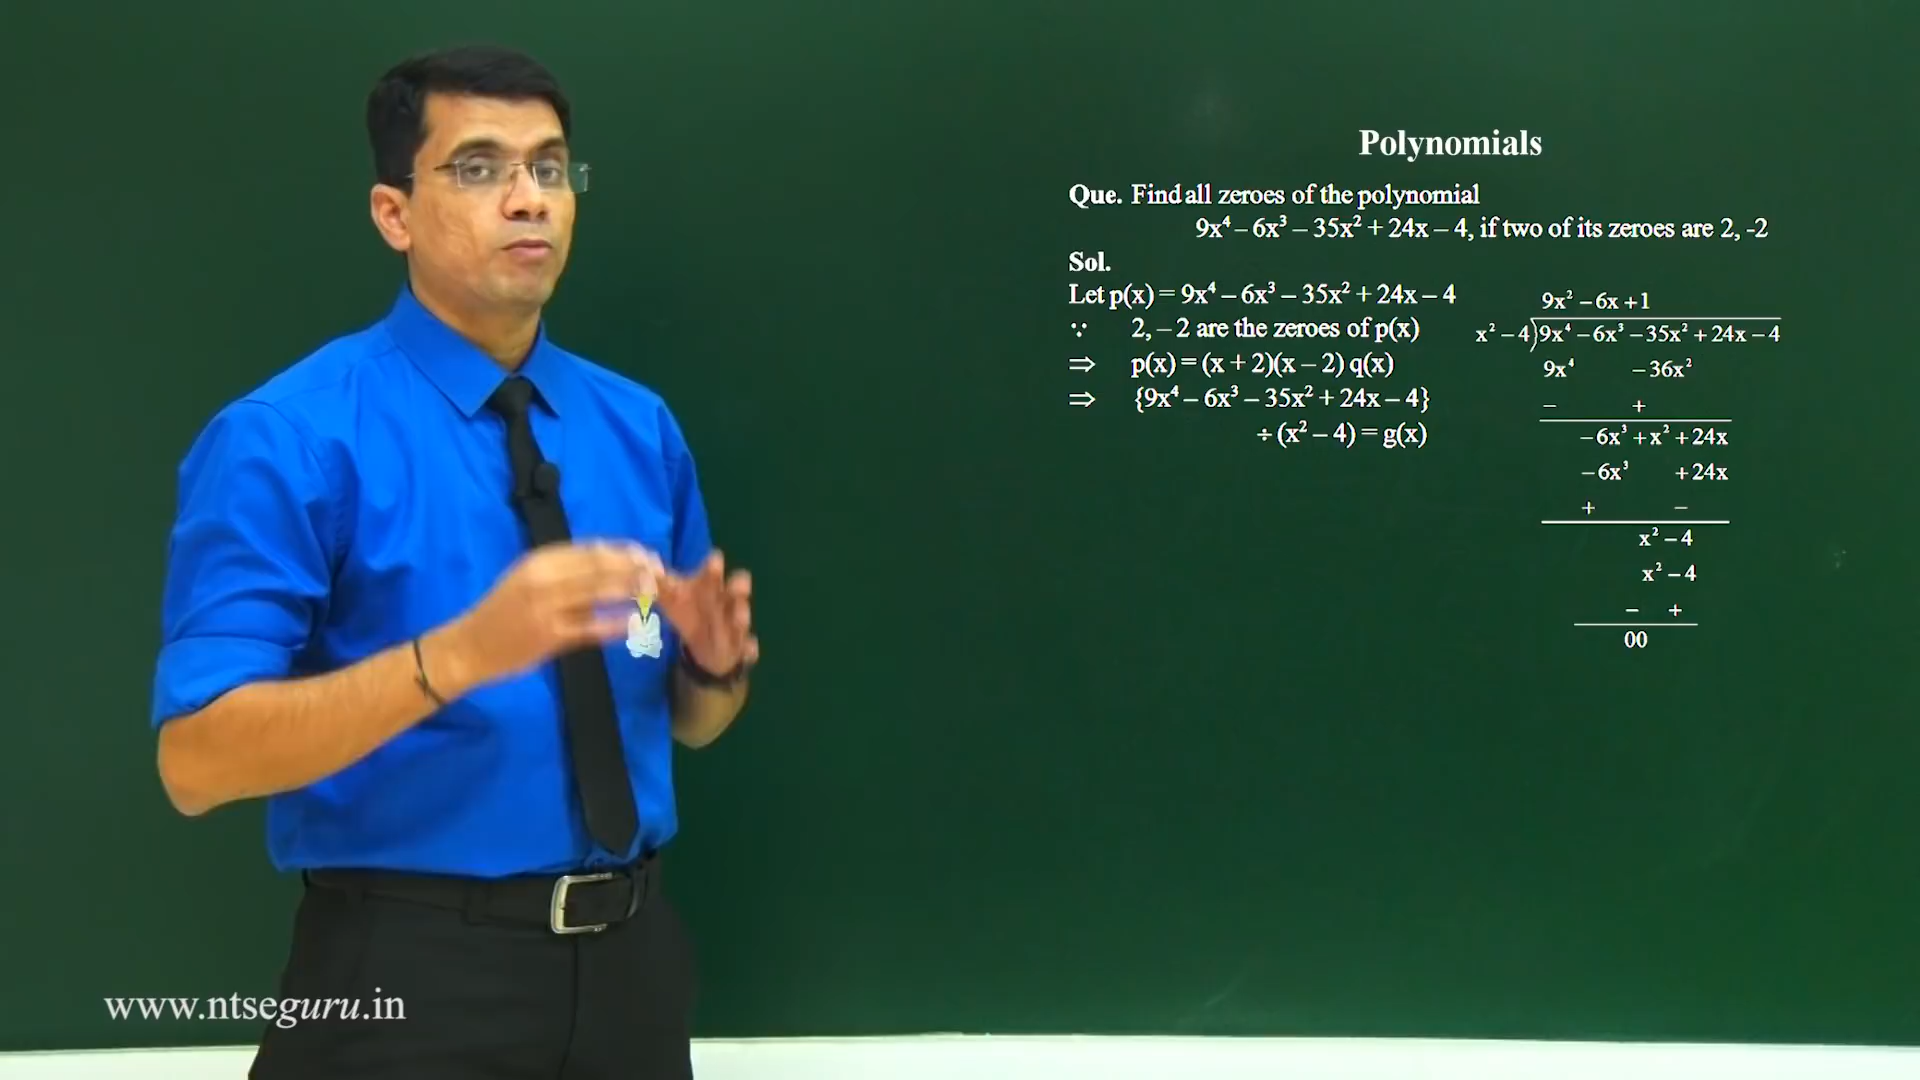 Polynomials
Que. Find all zeroes of the polynomial
9x⁴ – 6x³ – 35x² + 24x – 4, if two of its zeroes are 2, -2
Sol.
Let p(x) = 9x⁴ – 6x³ – 35x² + 24x – 4
∵ 2, – 2 are the zeroes of p(x)
⇒ p(x) = (x + 2)(x – 2) q(x)
⇒ {9x⁴ – 6x³ – 35x² + 24x – 4}
÷ (x² – 4) = g(x)
9x² – 6x + 1
x² – 4)9x⁴ – 6x³ – 35x² + 24x – 4
9x⁴ – 36x²
– +
– 6x³ + x² + 24x
– 6x³ + 24x
+ –
x² – 4
x² – 4
– +
00
www.ntseguru.in